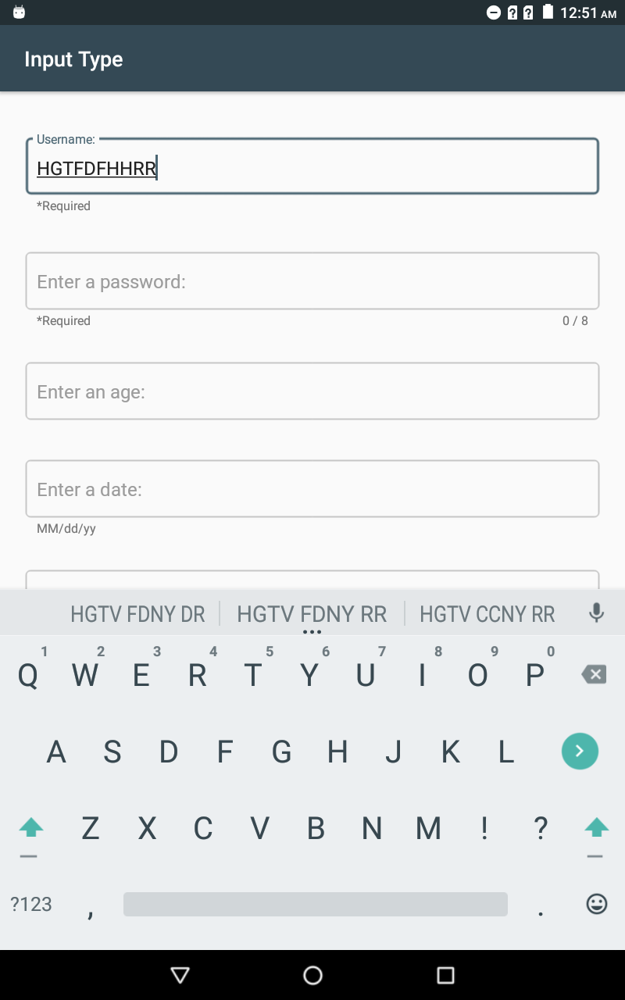 12:51 AM
Input Type
Username:
HGTFDFHHRR
*Required
Enter a password:
*Required 0 / 8
Enter an age:
Enter a date:
MM/dd/yy
HGTV FDNY DR HGTV FDNY RR HGTV CCNY RR
1 2 3 4 5 6 7 8 9 0
Q W E R T Y U I O P
A S D F G H J K L
Z X C V B N M ! ?
?123 , .